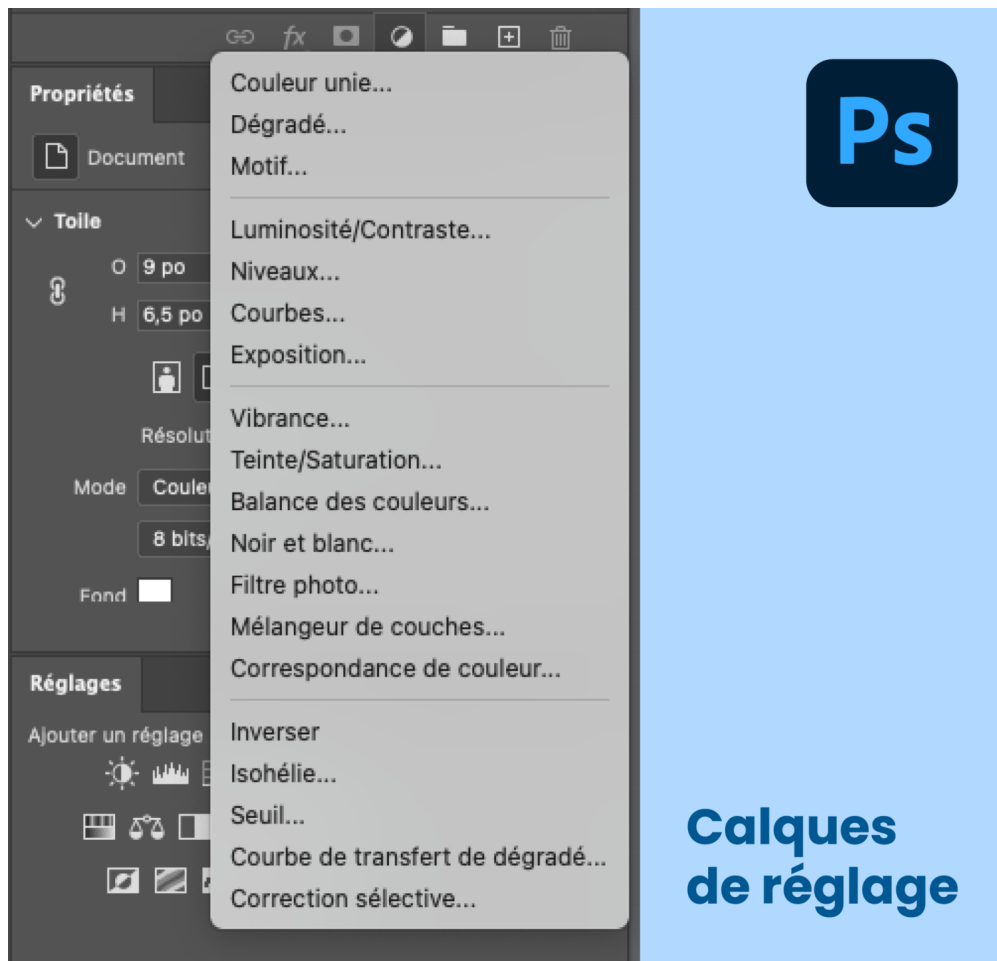 fx
Propriétés
Document
Toile
O 9 po
H 6,5 po
Mode
8 bits
Fond
Réglages
Ajouter un réglage
Couleur unie...
Dégradé...
Motif...
Luminosité/Contraste...
Niveaux...
Courbes...
Exposition...
Vibrance...
Teinte/Saturation...
Balance des couleurs...
Noir et blanc...
Filtre photo...
Mélangeur de couches...
Correspondance de couleur...
Inverser
Isohélie...
Seuil...
Courbe de transfert de dégradé...
Correction sélective...
Ps
Calques
de réglage